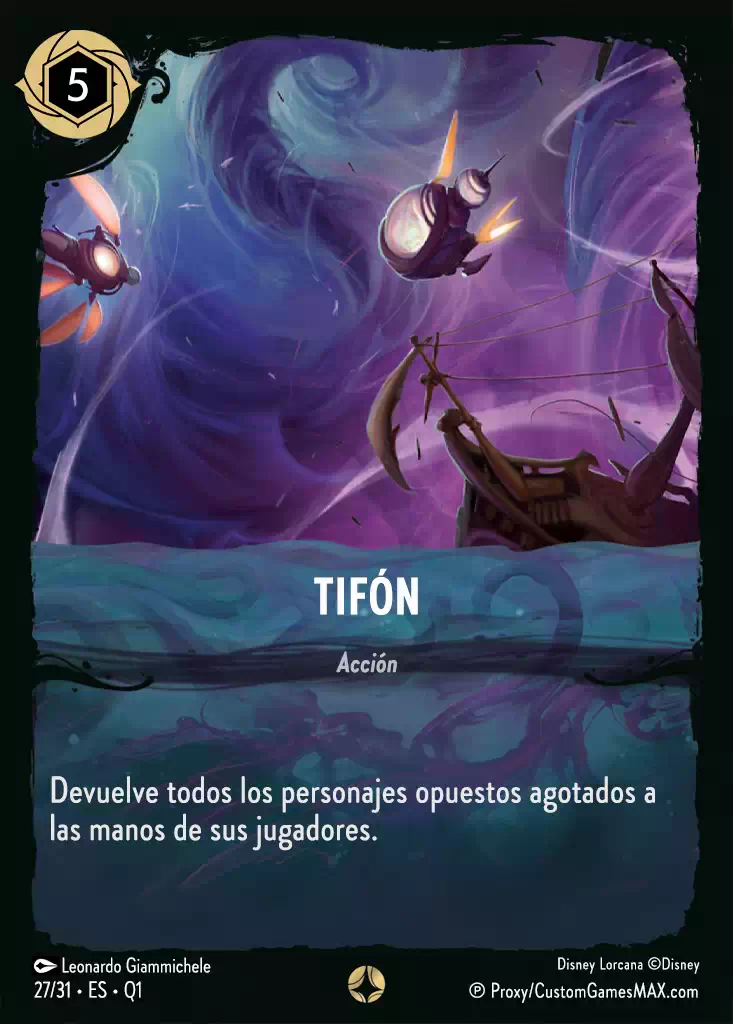 5
TIFÓN
Acción
Devuelve todos los personajes opuestos agotados a
las manos de sus jugadores.
Leonardo Giammichele
Disney Lorcana ©Disney
27/31 • ES • Q1
Ⓟ Proxy/CustomGamesMAX.com